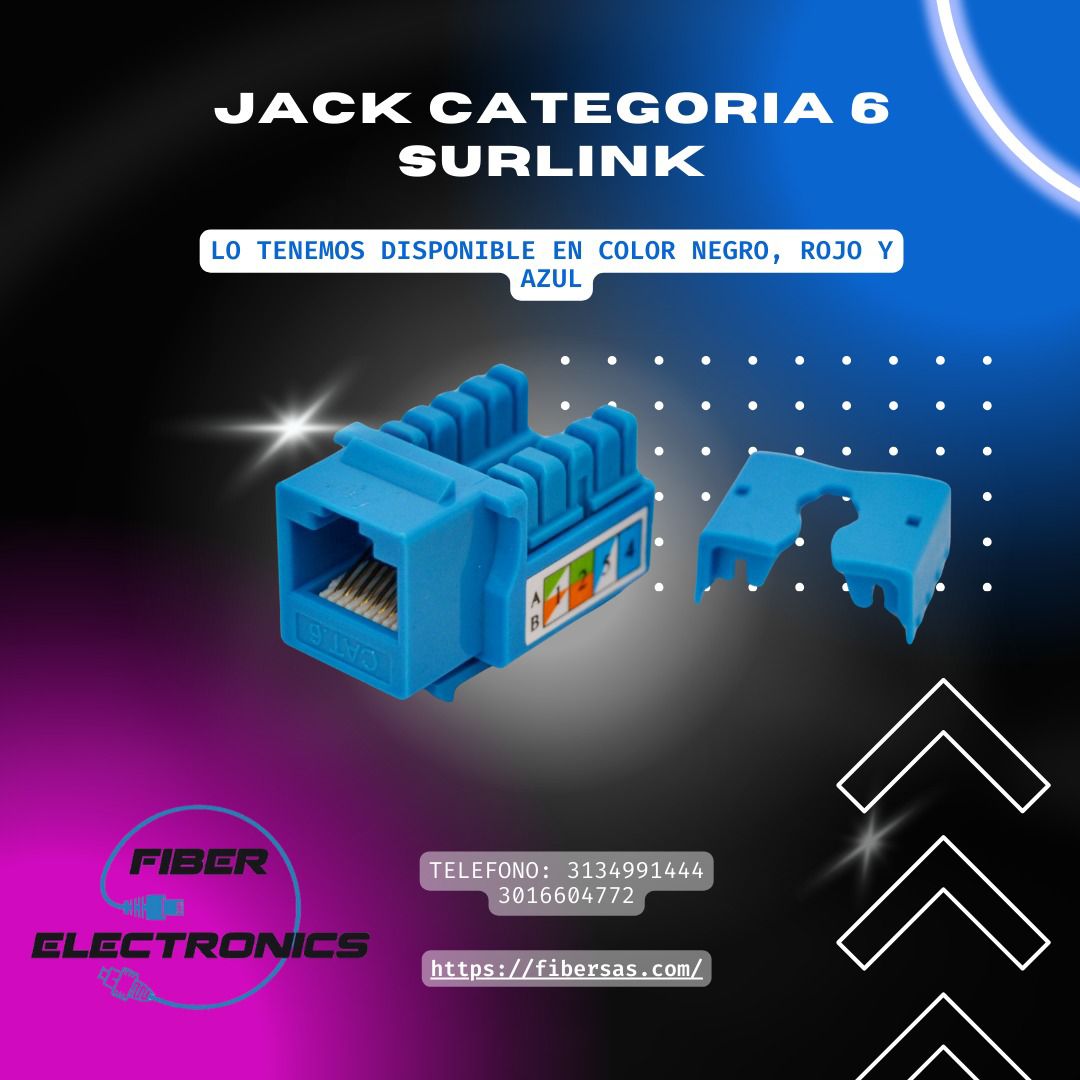 JACK CATEGORIA 6
SURLINK
LO TENEMOS DISPONIBLE EN COLOR NEGRO, ROJO Y
AZUL
A 1 2 3 4
B
CAT.6
FIBER
ELECTRONICS
TELEFONO: 3134991444
3016604772
https://fibersas.com/